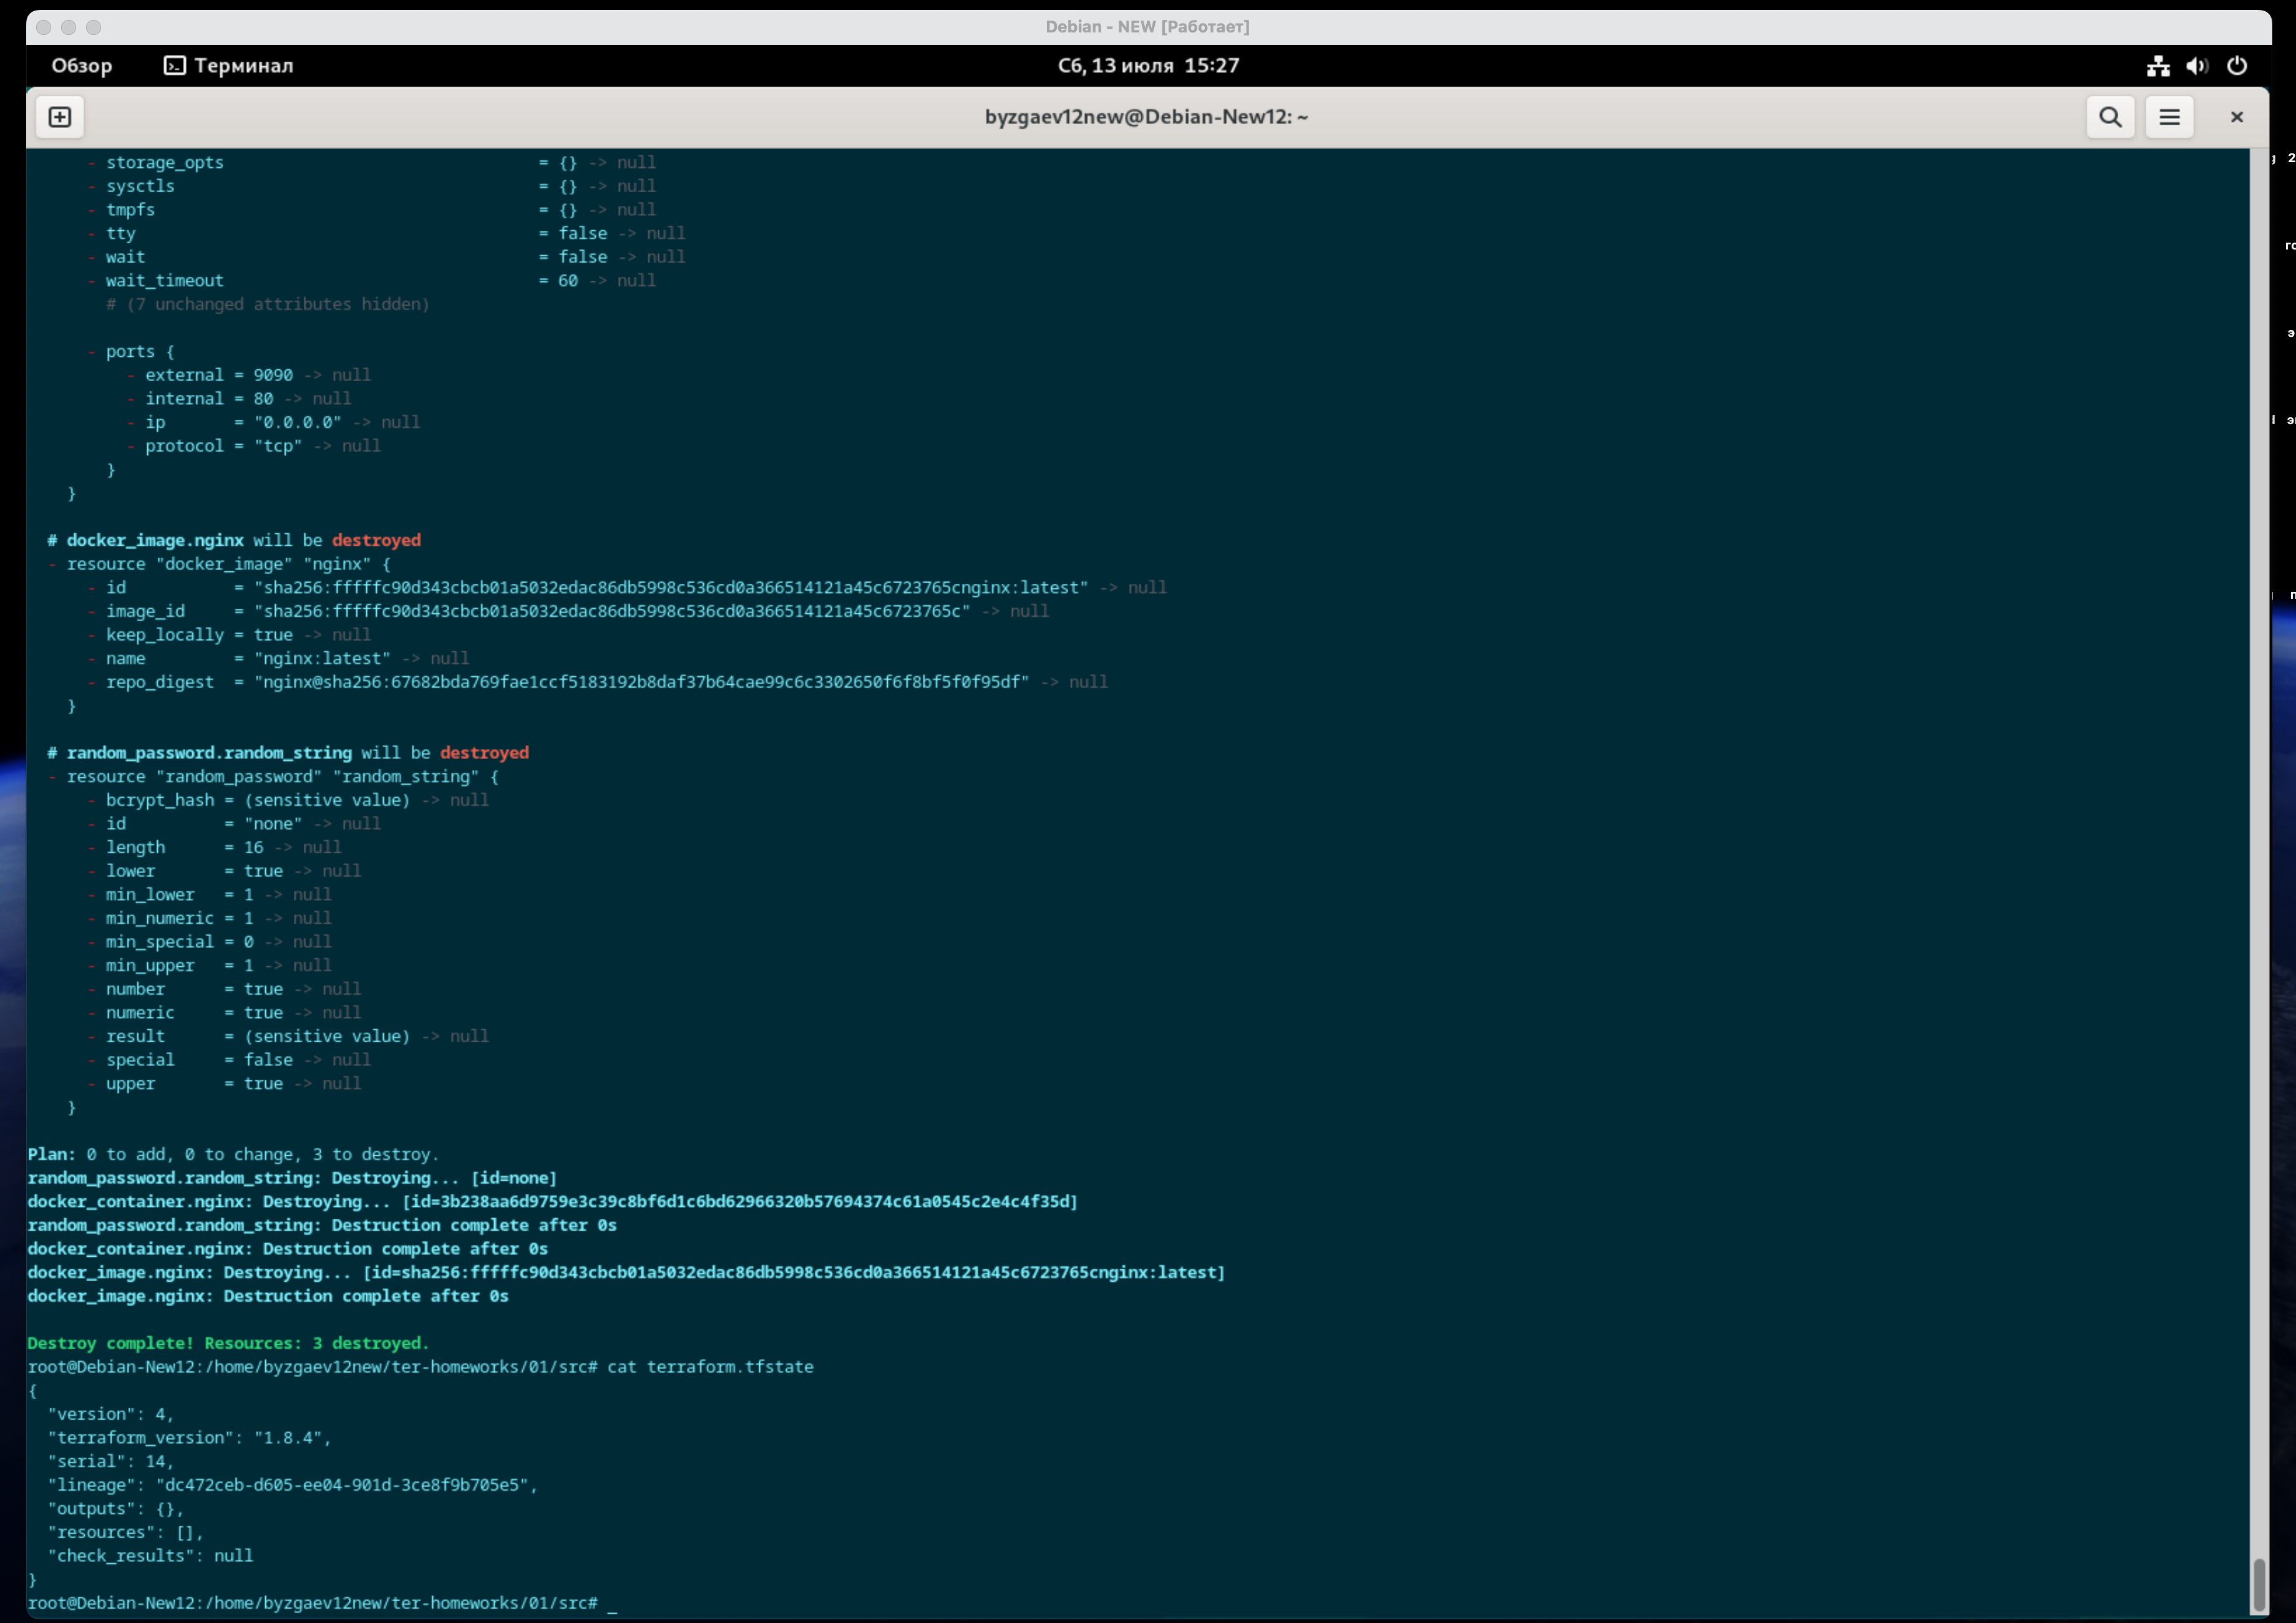 Debian - NEW [Работает]
Обзор Терминал Сб, 13 июля 15:27
byzgaev12new@Debian-New12: ~
- storage_opts = {} -> null
- sysctls = {} -> null
- tmpfs = {} -> null
- tty = false -> null
- wait = false -> null
- wait_timeout = 60 -> null
# (7 unchanged attributes hidden)
- ports {
- external = 9090 -> null
- internal = 80 -> null
- ip = "0.0.0.0" -> null
- protocol = "tcp" -> null
}
}
# docker_image.nginx will be destroyed
- resource "docker_image" "nginx" {
- id = "sha256:fffffc90d343cbcb01a5032edac86db5998c536cd0a366514121a45c6723765cnginx:latest" -> null
- image_id = "sha256:fffffc90d343cbcb01a5032edac86db5998c536cd0a366514121a45c6723765c" -> null
- keep_locally = true -> null
- name = "nginx:latest" -> null
- repo_digest = "nginx@sha256:67682bda769fae1ccf5183192b8daf37b64cae99c6c3302650f6f8bf5f0f95df" -> null
}
# random_password.random_string will be destroyed
- resource "random_password" "random_string" {
- bcrypt_hash = (sensitive value) -> null
- id = "none" -> null
- length = 16 -> null
- lower = true -> null
- min_lower = 1 -> null
- min_numeric = 1 -> null
- min_special = 0 -> null
- min_upper = 1 -> null
- number = true -> null
- numeric = true -> null
- result = (sensitive value) -> null
- special = false -> null
- upper = true -> null
}
Plan: 0 to add, 0 to change, 3 to destroy.
random_password.random_string: Destroying... [id=none]
docker_container.nginx: Destroying... [id=3b238aa6d9759e3c39c8bf6d1c6bd62966320b57694374c61a0545c2e4c4f35d]
random_password.random_string: Destruction complete after 0s
docker_container.nginx: Destruction complete after 0s
docker_image.nginx: Destroying... [id=sha256:fffffc90d343cbcb01a5032edac86db5998c536cd0a366514121a45c6723765cnginx:latest]
docker_image.nginx: Destruction complete after 0s
Destroy complete! Resources: 3 destroyed.
root@Debian-New12:/home/byzgaev12new/ter-homeworks/01/src# cat terraform.tfstate
{
"version": 4,
"terraform_version": "1.8.4",
"serial": 14,
"lineage": "dc472ceb-d605-ee04-901d-3ce8f9b705e5",
"outputs": {},
"resources": [],
"check_results": null
}
root@Debian-New12:/home/byzgaev12new/ter-homeworks/01/src# _